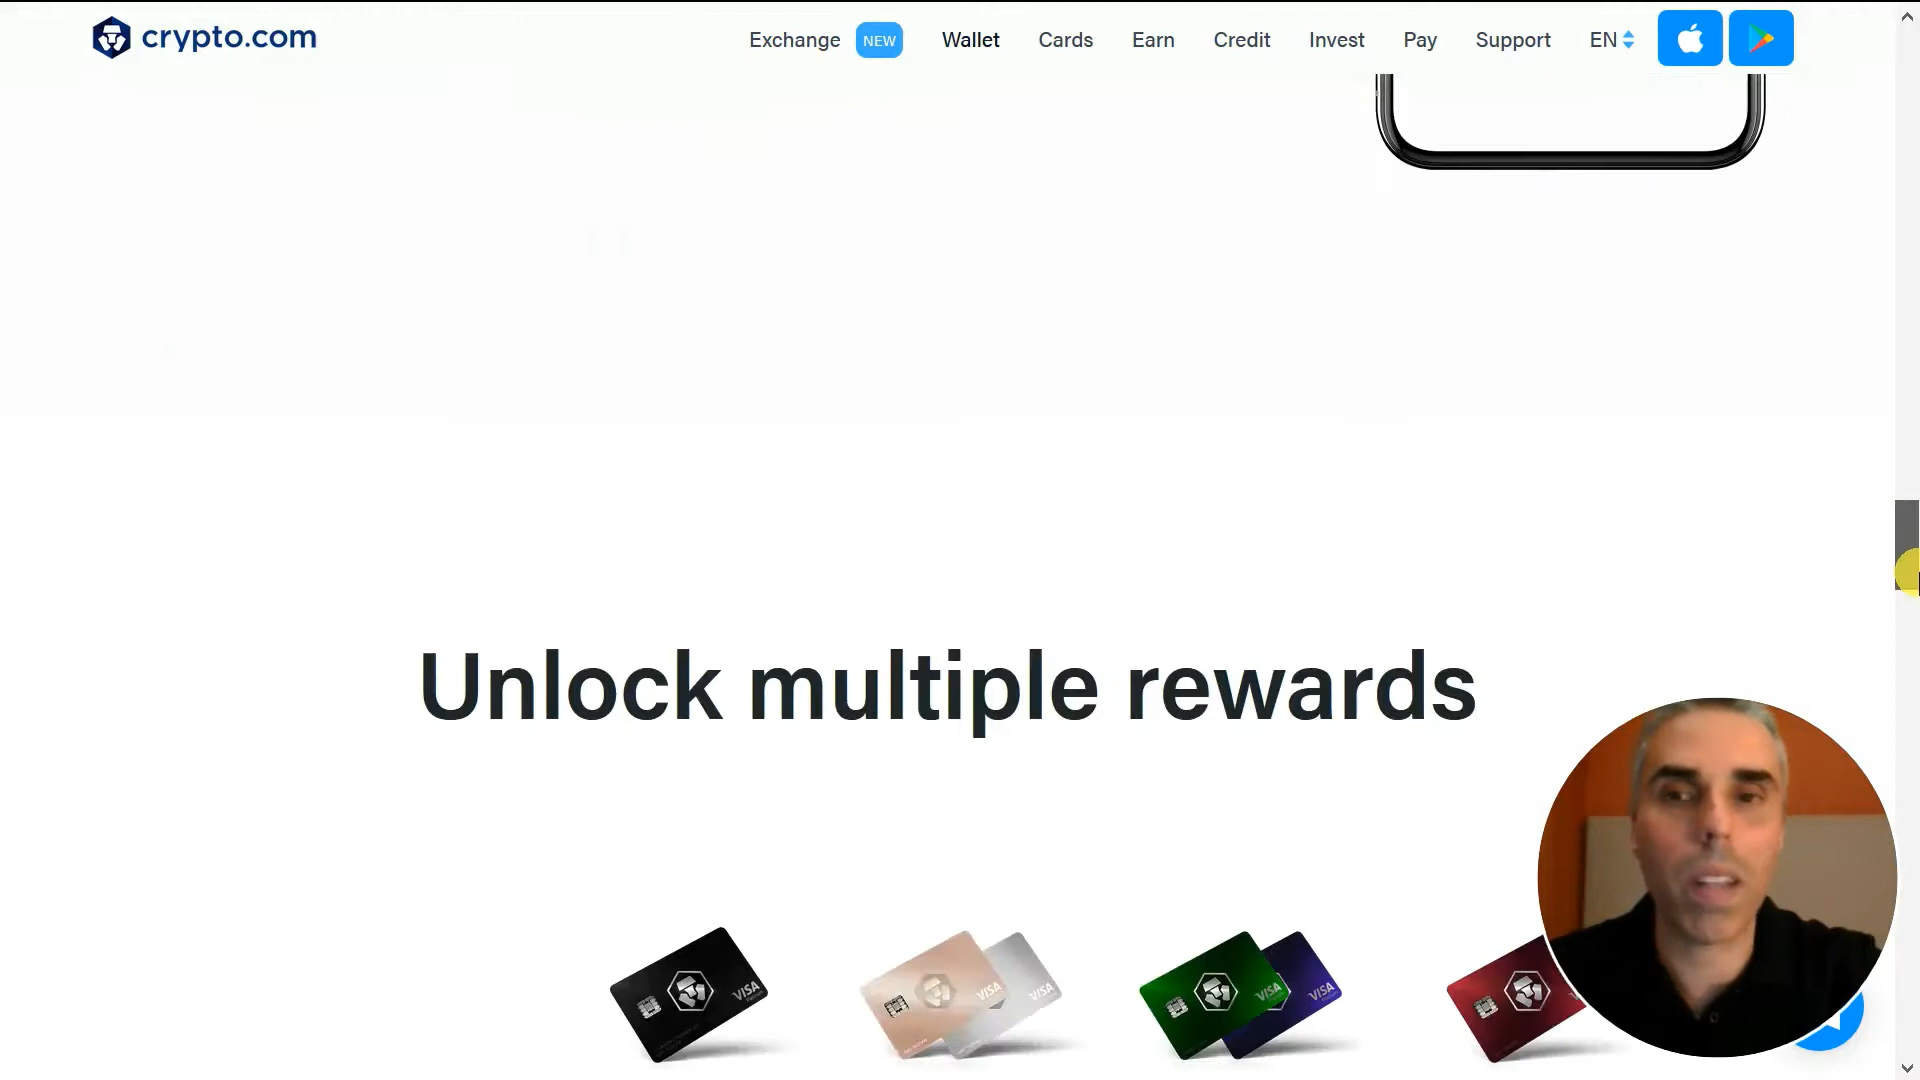 crypto.com
Exchange NEW Wallet Cards Earn Credit Invest Pay Support EN
Unlock multiple rewards
VISA
VISA VISA
VISA VISA